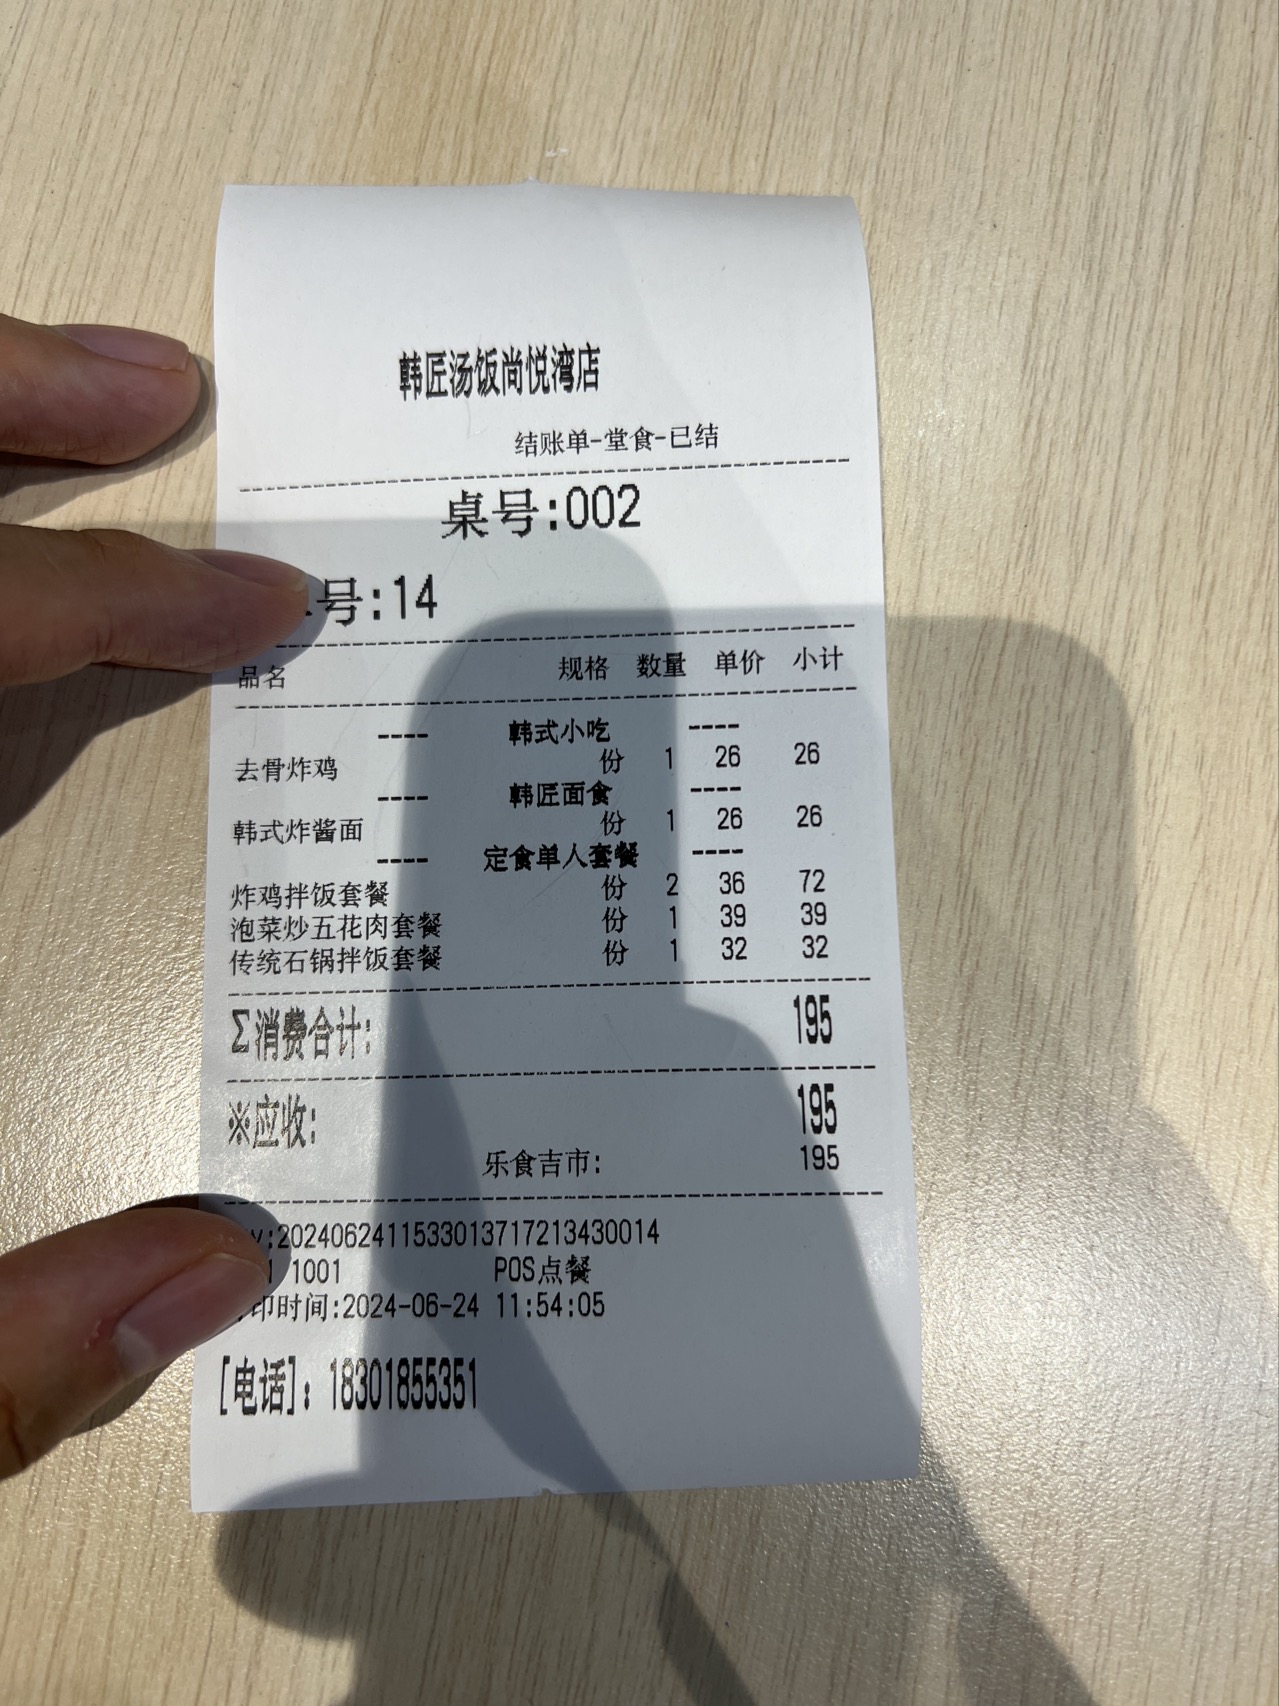 韩匠汤饭尚悦湾店
结账单-堂食-已结
桌号:002
号:14
品名 规格 数量 单价 小计
---- 韩式小吃 ----
去骨炸鸡 份 1 26 26
---- 韩匠面食 ----
韩式炸酱面 份 1 26 26
---- 定食单人套餐 ----
炸鸡拌饭套餐 份 2 36 72
泡菜炒五花肉套餐 份 1 39 39
传统石锅拌饭套餐 份 1 32 32
Σ消费合计: 195
※应收: 195
乐食吉市: 195
y:2024062411533013717213430014
1001 POS点餐
印时间:2024-06-24 11:54:05
[电话]: 18301855351